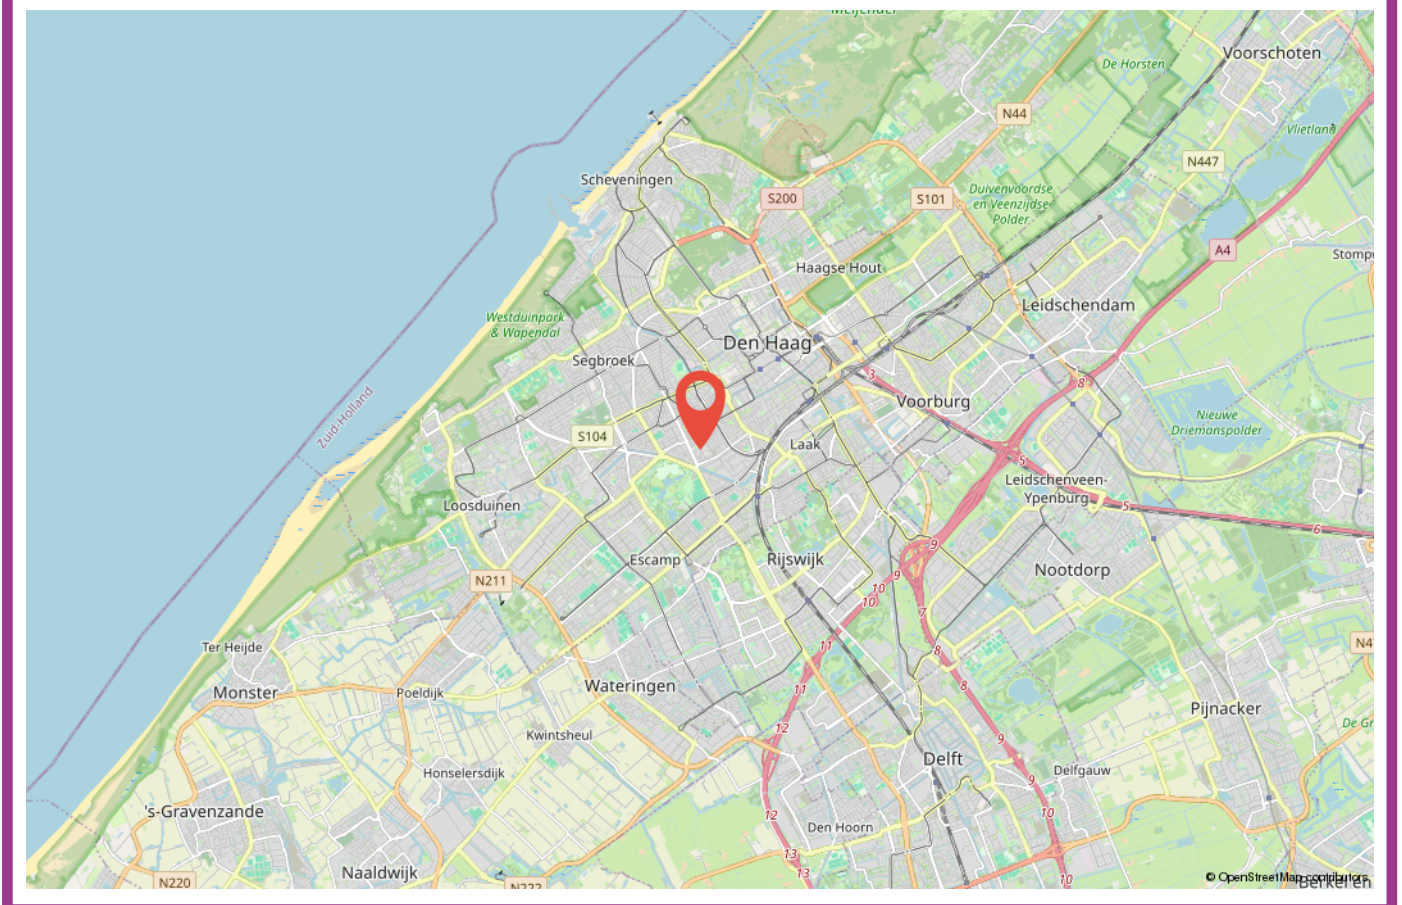 Meijendel
Voorschoten
De Horsten
N44
Vlietland
N447
Scheveningen
Duivenvoordse
en Veenzijdse
Polder
S200
S101
A4
Haagse Hout
Leidschendam
Westduinpark
& Wapendal
Den Haag
Segbroek
3
8
Voorburg
Nieuwe
Driemanspolder
Zuid-Holland
S104
Laak
5
Leidschenveen-
Ypenburg
5
Loosduinen
6
9
Escamp
Rijswijk
Nootdorp
N211
9
10
10
7
Ter Heijde
11
8
Monster
Poeldijk
Wateringen
11
8
Pijnacker
12
Kwintsheul
9
Delft
Honselersdijk
Delfgauw
9
's-Gravenzande
12
10
Den Hoorn
13
Naaldwijk
13
10
N220
N222
© OpenStreetMap contributors